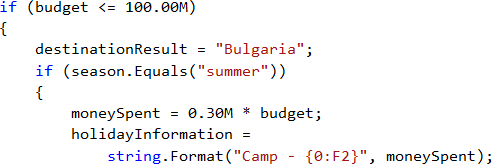 if (budget <= 100.00M)
{
    destinationResult = "Bulgaria";
    if (season.Equals("summer"))
    {
        moneySpent = 0.30M * budget;
        holidayInformation =
            string.Format("Camp - {0:F2}", moneySpent);